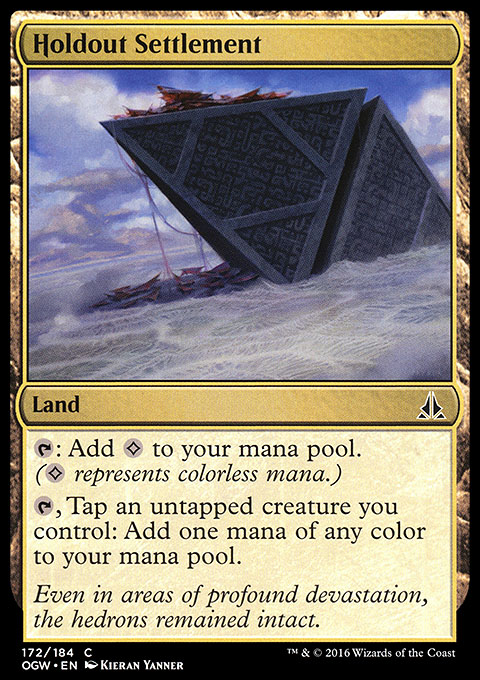 Holdout Settlement
Land
: Add to your mana pool.
( represents colorless mana.)
, Tap an untapped creature you
control: Add one mana of any color
to your mana pool.
Even in areas of profound devastation,
the hedrons remained intact.
172/184 C
OGW • EN Kieran Yanner
™ & © 2016 Wizards of the Coast